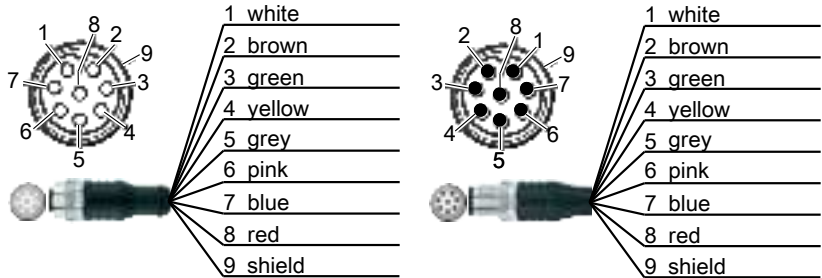 8
1
2
9
7
3
6
4
5
1 white
2 brown
3 green
4 yellow
5 grey
6 pink
7 blue
8 red
9 shield
8
2
1
9
3
7
4
6
5
1 white
2 brown
3 green
4 yellow
5 grey
6 pink
7 blue
8 red
9 shield